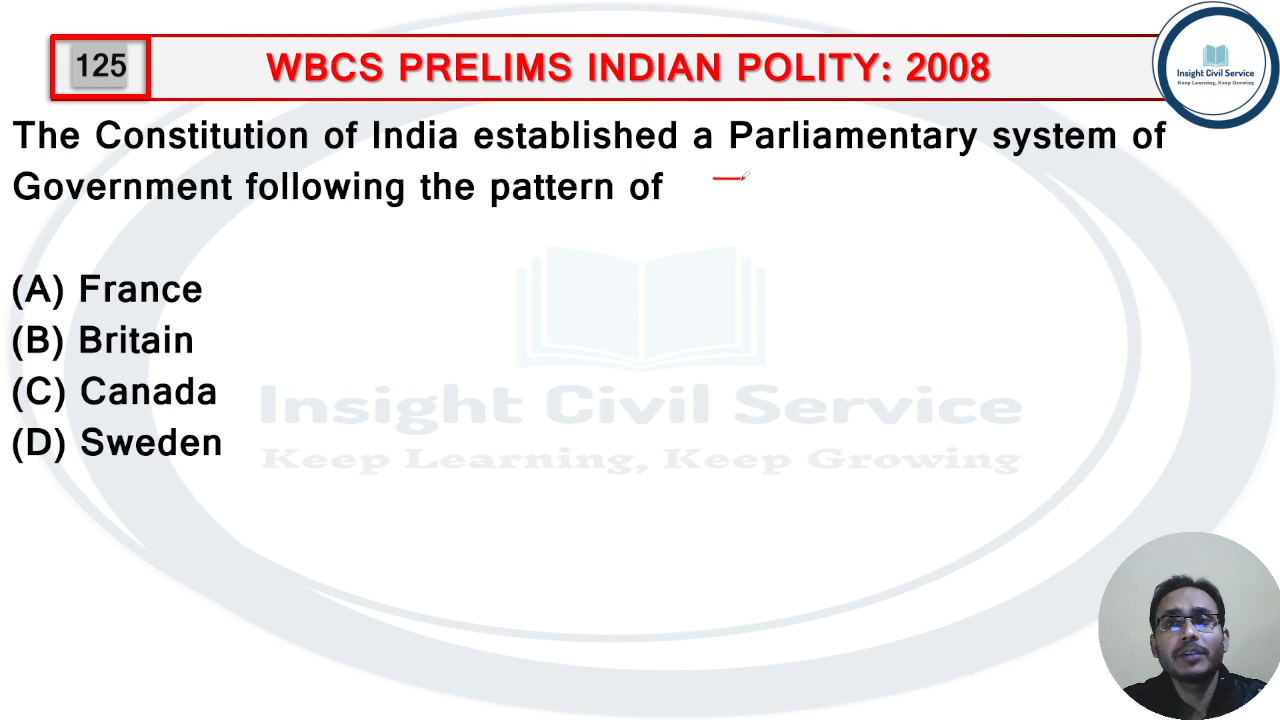 125
WBCS PRELIMS INDIAN POLITY: 2008
Insight Civil Service
Keep Learning, Keep Growing
The Constitution of India established a Parliamentary system of
Government following the pattern of
(A) France
(B) Britain
(C) Canada
(D) Sweden
Insight Civil Service
Keep Learning, Keep Growing